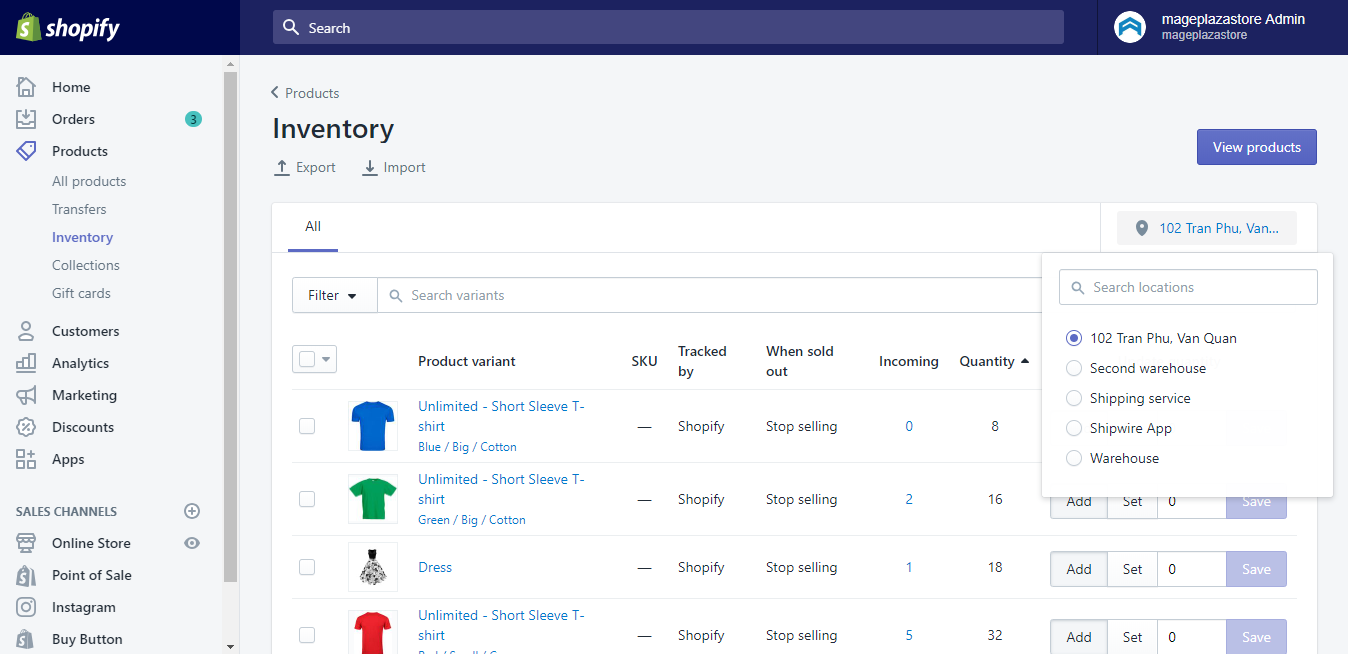 shopify
Search
mageplazastore Admin
mageplazastore
Home
Orders
3
Products
All products
Transfers
Inventory
Collections
Gift cards
Customers
Analytics
Marketing
Discounts
Apps
SALES CHANNELS
Online Store
Point of Sale
Instagram
Buy Button
Products
Inventory
Export
Import
View products
All
102 Tran Phu, Van...
Filter
Search variants
Search locations
102 Tran Phu, Van Quan
Second warehouse
Shipping service
Shipwire App
Warehouse
Product variant
SKU
Tracked
by
When sold
out
Incoming
Quantity
Unlimited - Short Sleeve T-
shirt
Blue / Big / Cotton
— Shopify Stop selling 0 8
Unlimited - Short Sleeve T-
shirt
Green / Big / Cotton
— Shopify Stop selling 2 16 Add Set 0 Save
Dress — Shopify Stop selling 1 18 Add Set 0 Save
Unlimited - Short Sleeve T-
shirt
— Shopify Stop selling 5 32 Add Set 0 Save